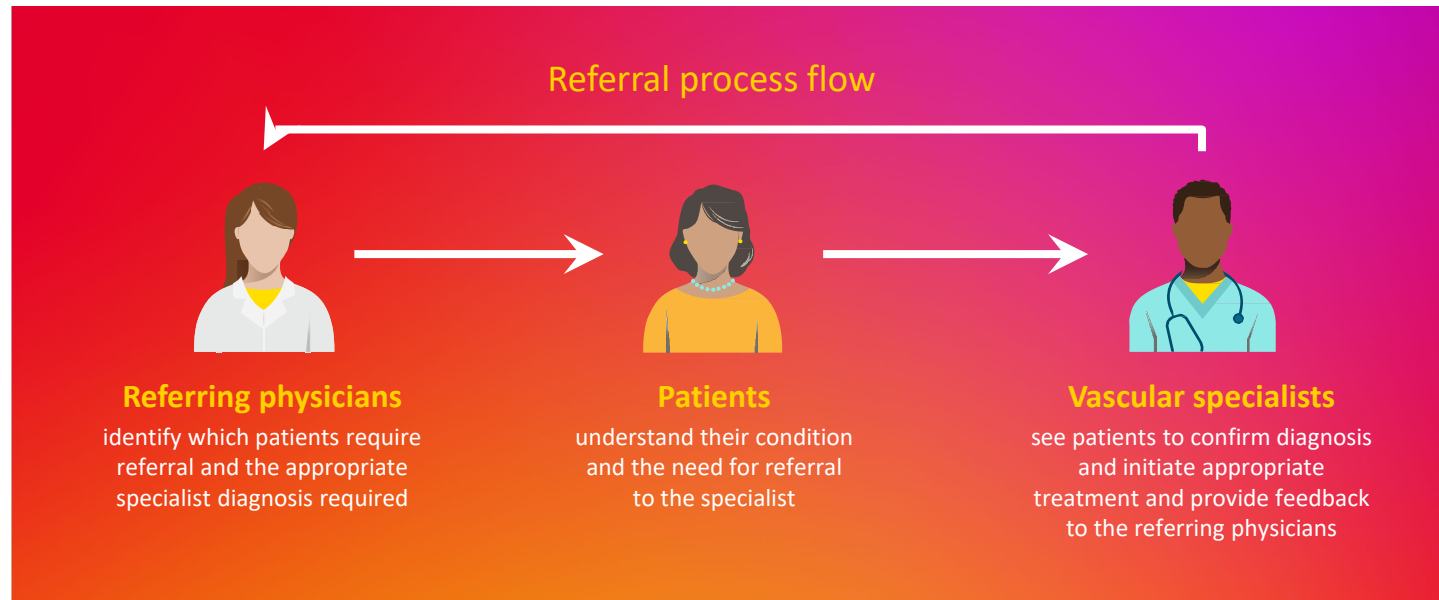 Referral process flow
Referring physicians
identify which patients require
referral and the appropriate
specialist diagnosis required
Patients
understand their condition
and the need for referral
to the specialist
Vascular specialists
see patients to confirm diagnosis
and initiate appropriate
treatment and provide feedback
to the referring physicians